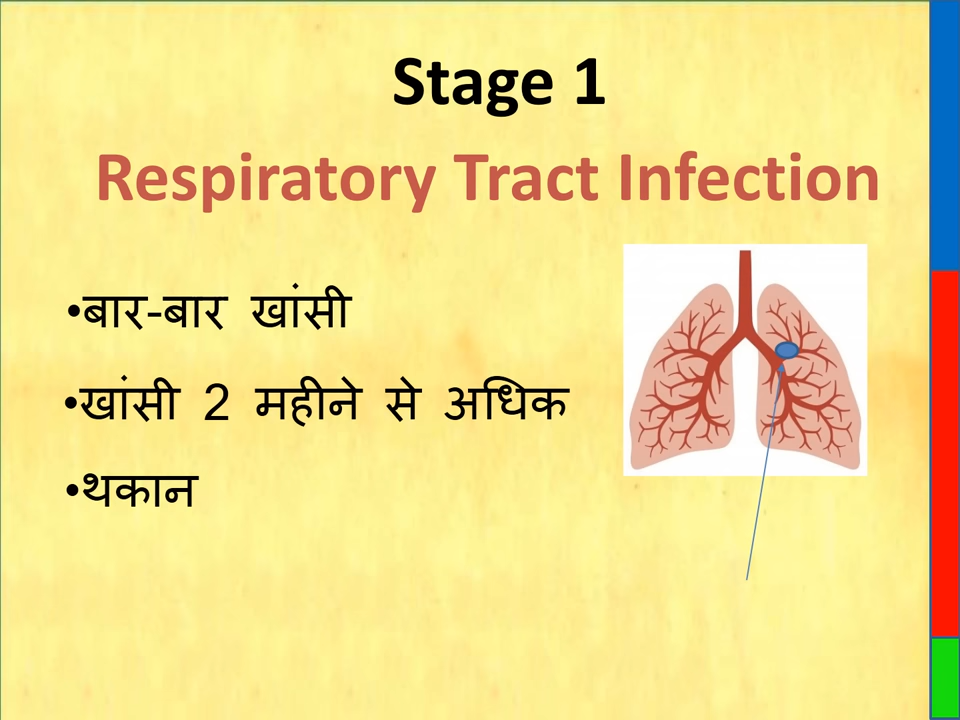 Stage 1
Respiratory Tract Infection
•बार-बार खांसी
•खांसी 2 महीने से अधिक
•थकान